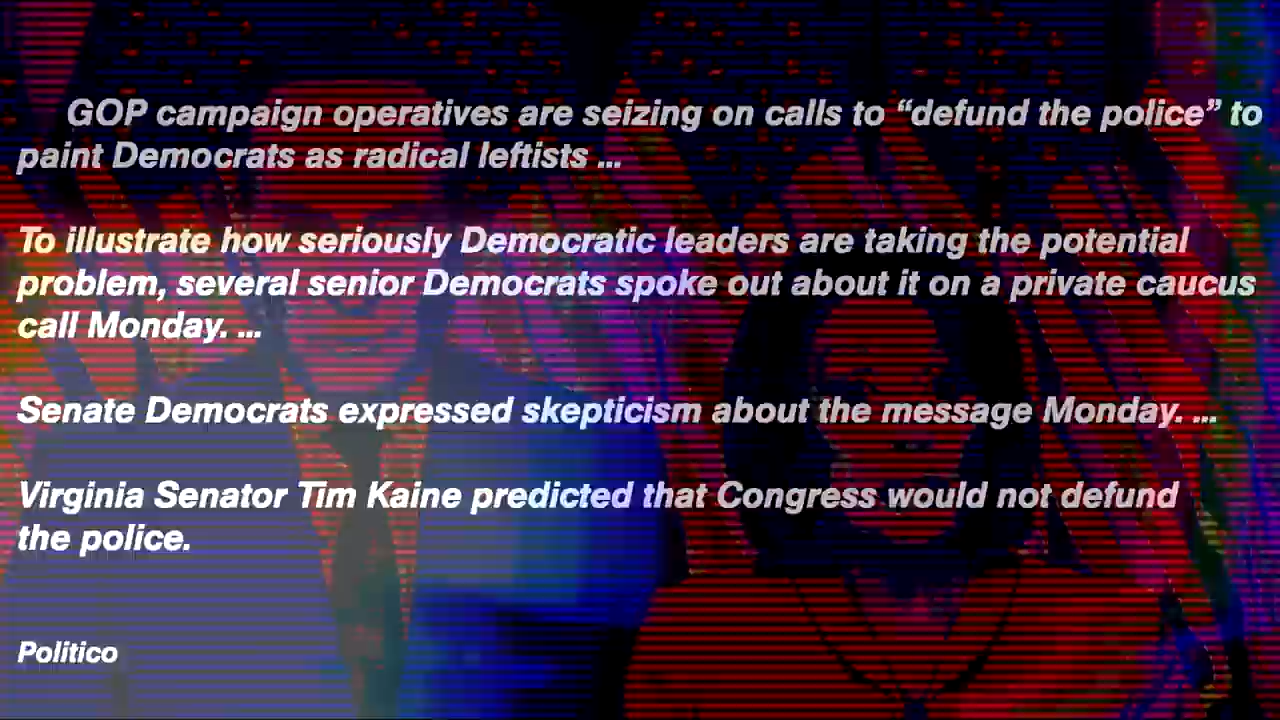 GOP campaign operatives are seizing on calls to “defund the police” to
paint Democrats as radical leftists ...
To illustrate how seriously Democratic leaders are taking the potential
problem, several senior Democrats spoke out about it on a private caucus
call Monday. ...
Senate Democrats expressed skepticism about the message Monday. ...
Virginia Senator Tim Kaine predicted that Congress would not defund
the police.
Politico